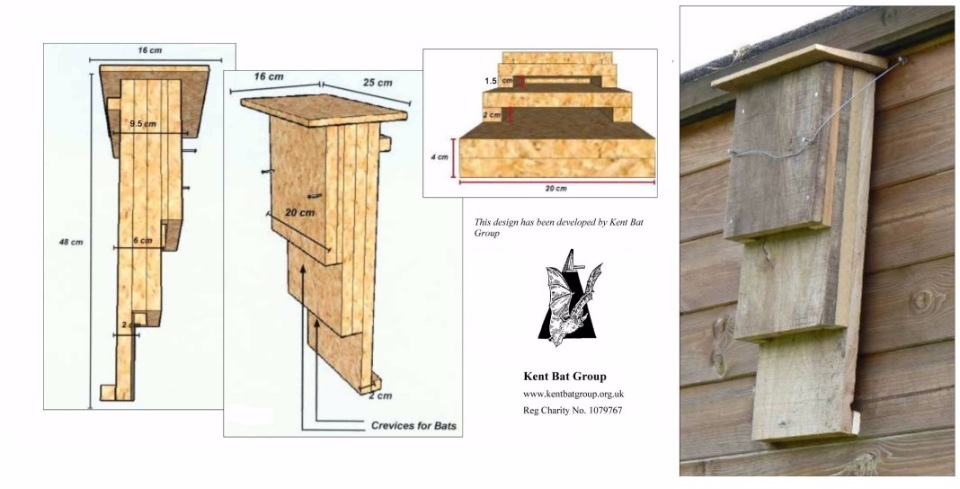 16 cm
9.5 cm
48 cm
6 cm
2 cm
16 cm
25 cm
20 cm
2 cm
Crevices for Bats
1.5 cm
2 cm
4 cm
20 cm
This design has been developed by Kent Bat
Group
Kent Bat Group
www.kentbatgroup.org.uk
Reg Charity No. 1079767